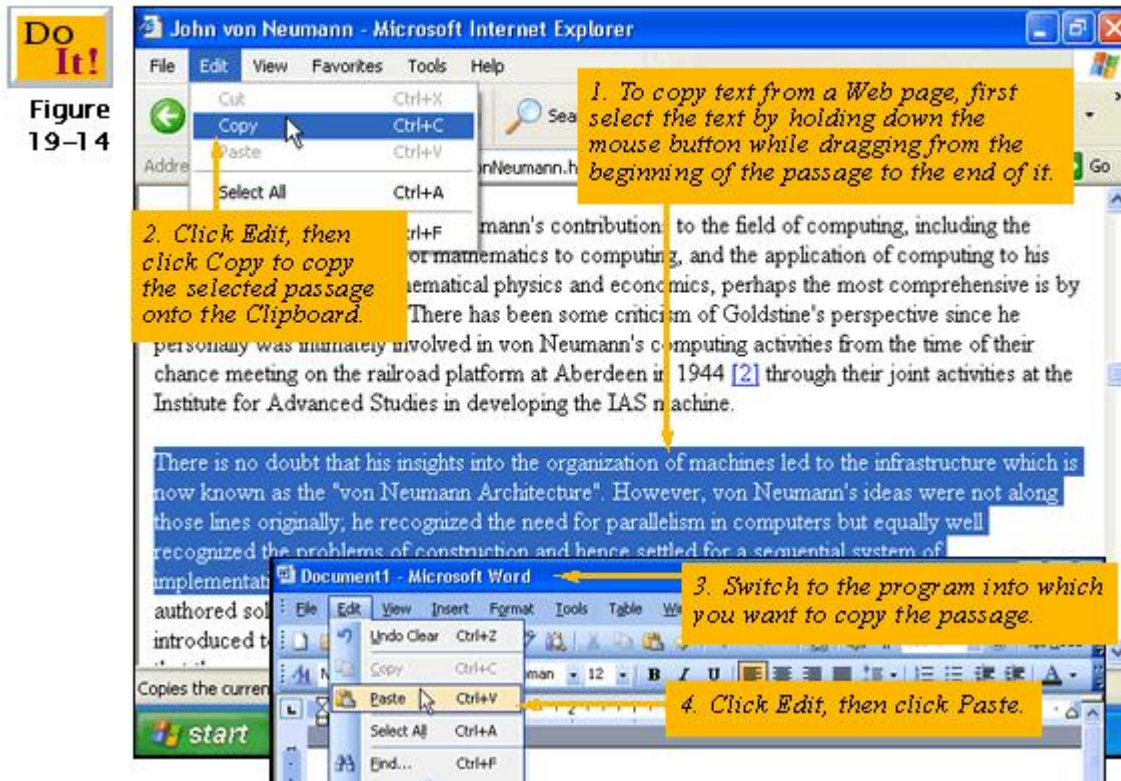 Do
It!
Figure
19-14
John von Neumann - Microsoft Internet Explorer
File Edit View Favorites Tools Help
Cut Ctrl+X
Copy Ctrl+C
Paste Ctrl+V
Select All Ctrl+A
Sea
Addre
nNeumann.h
Go
1. To copy text from a Web page, first
select the text by holding down the
mouse button while dragging from the
beginning of the passage to the end of it.
2. Click Edit, then
click Copy to copy
the selected passage
onto the Clipboard.
mann's contributions to the field of computing, including the
of mathematics to computing, and the application of computing to his
ematical physics and economics, perhaps the most comprehensive is by
There has been some criticism of Goldstine's perspective since he
personally was intimately involved in von Neumann's computing activities from the time of their
chance meeting on the railroad platform at Aberdeen in 1944 [2] through their joint activities at the
Institute for Advanced Studies in developing the IAS machine.
There is no doubt that his insights into the organization of machines led to the infrastructure which is
now known as the "von Neumann Architecture". However, von Neumann's ideas were not along
those lines originally; he recognized the need for parallelism in computers but equally well
recognized the problems of construction and hence settled for a sequential system of
implementati
authored sol
introduced t
Copies the curren
start
Document1 - Microsoft Word
File Edit View Insert Format Tools Table Wi
Undo Clear Ctrl+Z
Copy Ctrl+C
Paste Ctrl+V
Select All Ctrl+A
Find... Ctrl+F
man 12 B I U
3. Switch to the program into which
you want to copy the passage.
4. Click Edit, then click Paste.